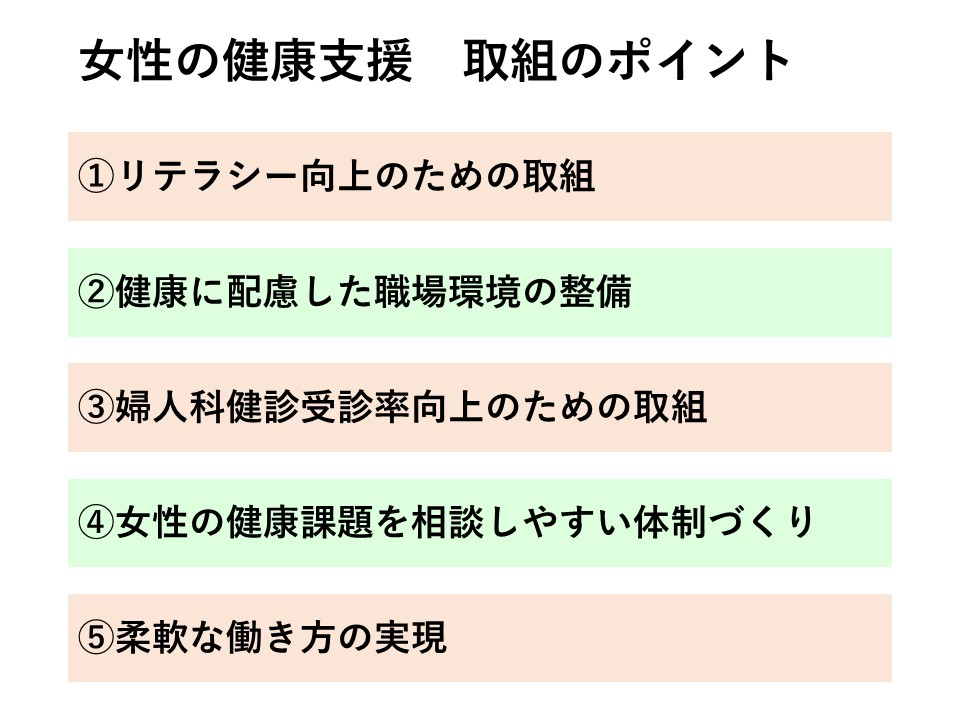 女性の健康支援　取組のポイント
①リテラシー向上のための取組
②健康に配慮した職場環境の整備
③婦人科健診受診率向上のための取組
④女性の健康課題を相談しやすい体制づくり
⑤柔軟な働き方の実現